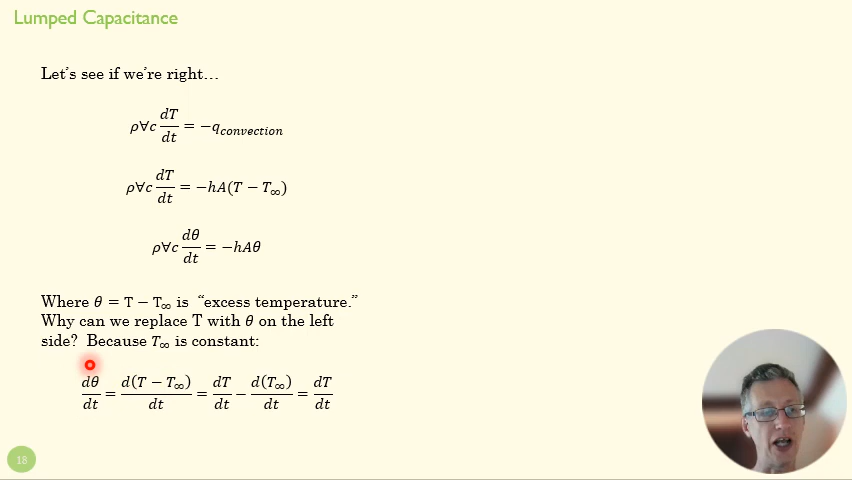 Lumped Capacitance
Let's see if we're right…
ρ∀c dT/dt = −q_convection
ρ∀c dT/dt = −hA(T − T∞)
ρ∀c dθ/dt = −hAθ
Where θ = T − T∞ is “excess temperature.”
Why can we replace T with θ on the left
side? Because T∞ is constant:
dθ/dt = d(T − T∞)/dt = dT/dt − d(T∞)/dt = dT/dt
18